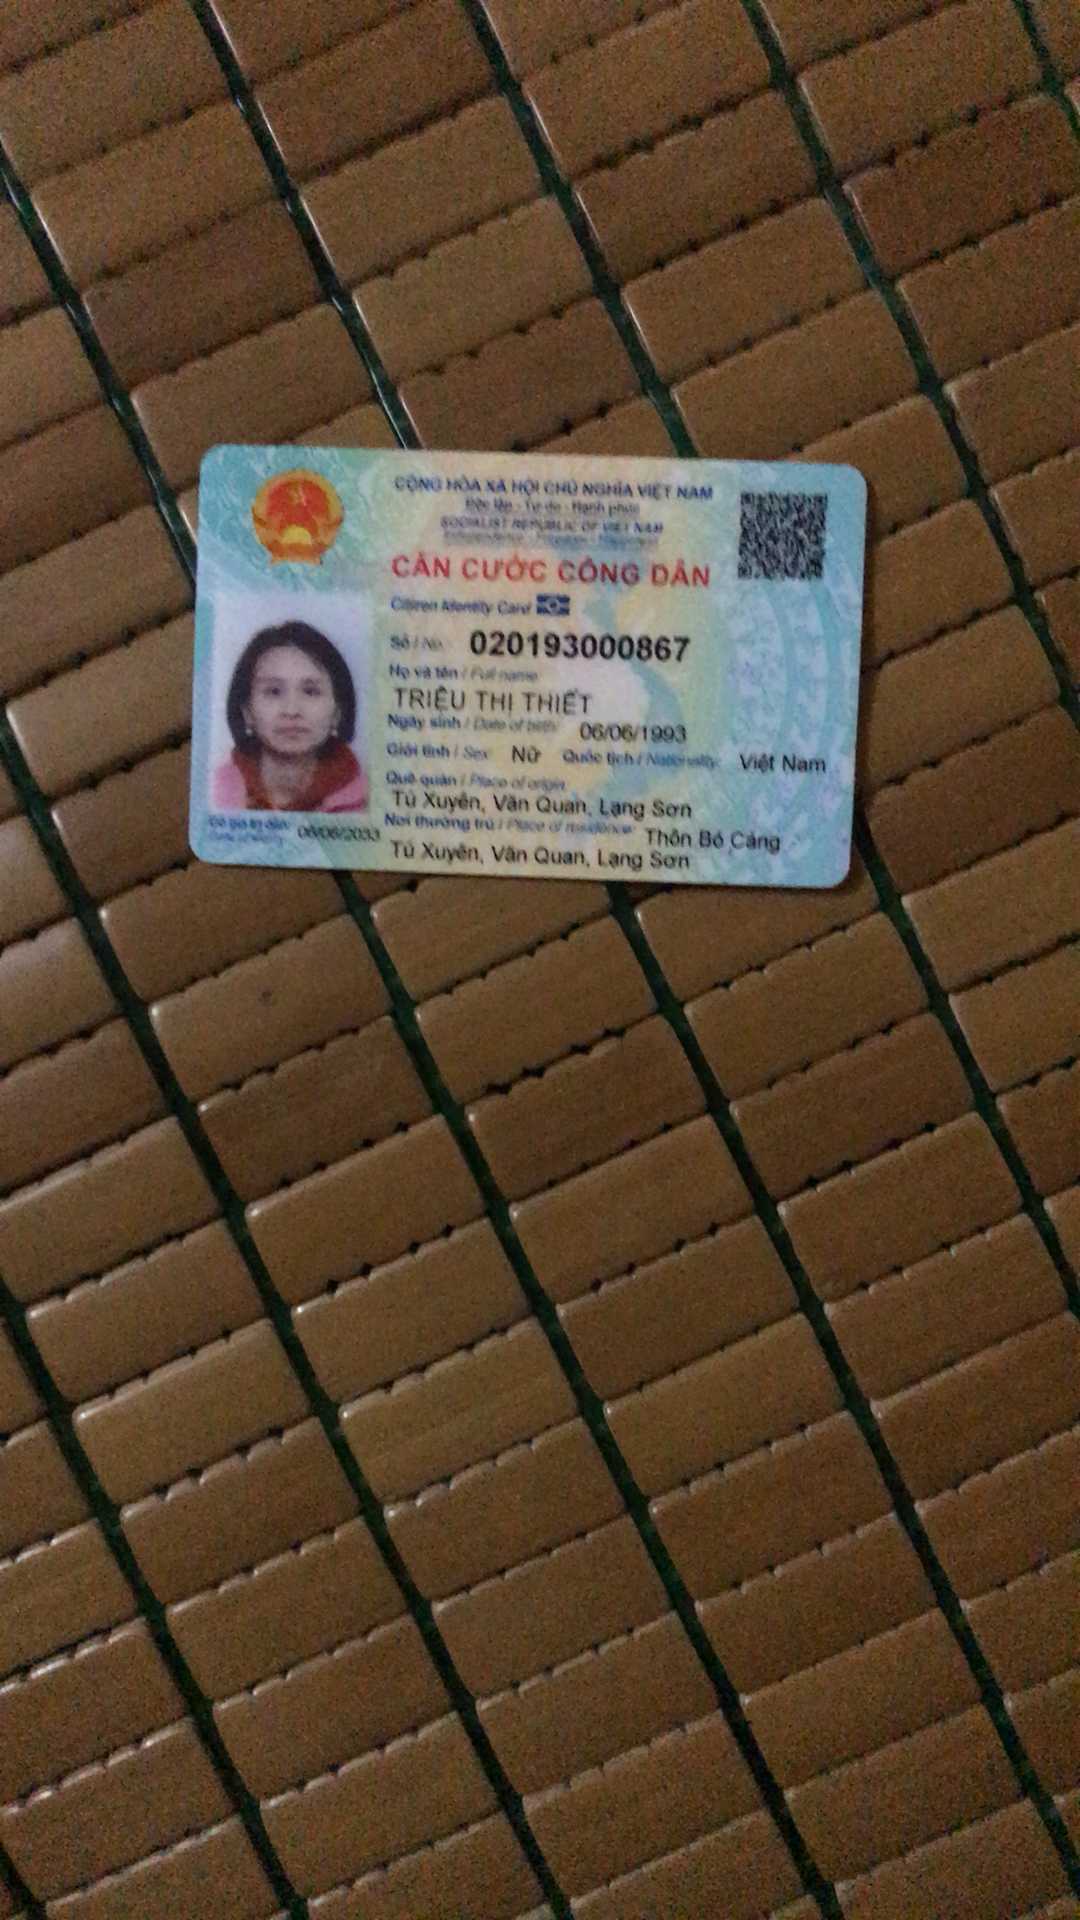 CỘNG HÒA XÃ HỘI CHỦ NGHĨA VIỆT NAM
Độc lập - Tự do - Hạnh phúc
SOCIALIST REPUBLIC OF VIET NAM
Independence - Freedom - Happiness
CĂN CƯỚC CÔNG DÂN
Citizen Identity Card
Số / No.: 020193000867
Họ và tên / Full name:
TRIỆU THỊ THIẾT
Ngày sinh / Date of birth: 06/06/1993
Giới tính / Sex: Nữ Quốc tịch / Nationality: Việt Nam
Quê quán / Place of origin:
Tú Xuyên, Văn Quan, Lạng Sơn
Nơi thường trú / Place of residence: Thôn Bó Cáng
Tú Xuyên, Văn Quan, Lạng Sơn
Có giá trị đến: 06/06/2033
Date of expiry